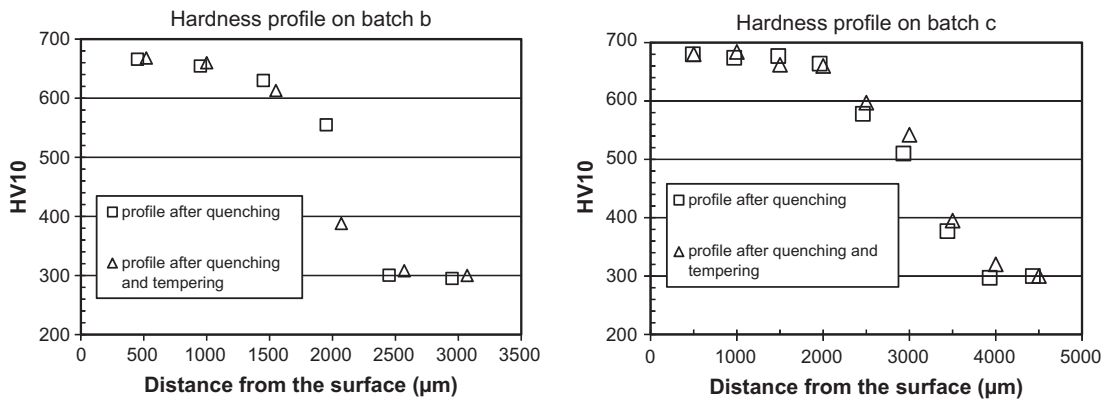 Hardness profile on batch b
700
600
500
400
300
200
HV10
profile after quenching
profile after quenching
and tempering
0
500
1000
1500
2000
2500
3000
3500
Distance from the surface (µm)
Hardness profile on batch c
700
600
500
400
300
200
HV10
profile after quenching
profile after quenching and
tempering
0
1000
2000
3000
4000
5000
Distance from the surface (µm)